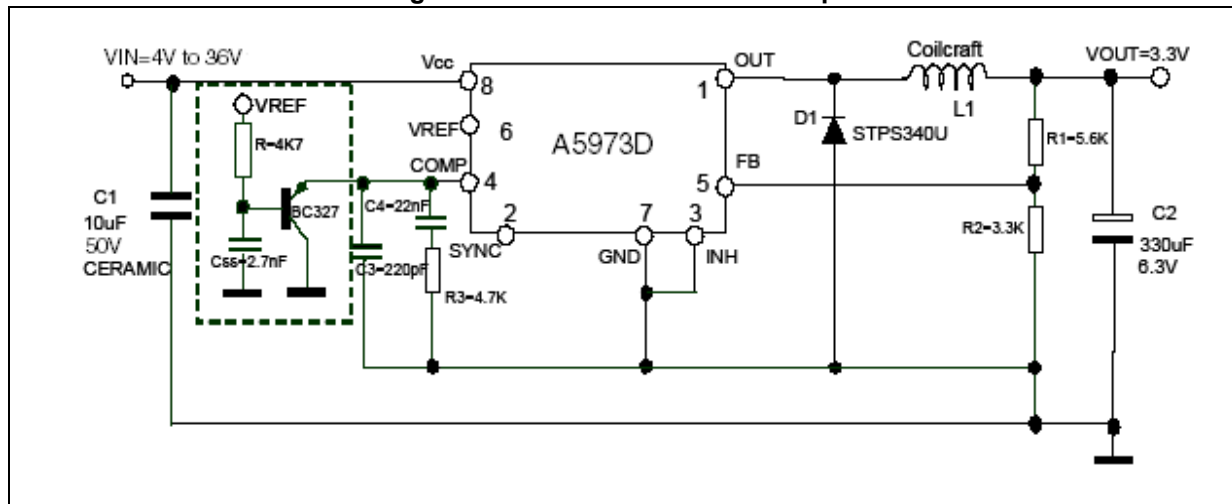 VIN=4V to 36V
Vcc
8
OUT
1
Coilcraft
L1
VOUT=3.3V
VREF
R=4K7
VREF
6
A5973D
D1
STPS340U
R1=5.6K
COMP
4
FB
5
C1
10uF
50V
CERAMIC
BC327
C4=22nF
2
7
3
SYNC
GND
INH
R2=3.3K
C2
330uF
6.3V
Css=2.7nF
C3=220pF
R3=4.7K